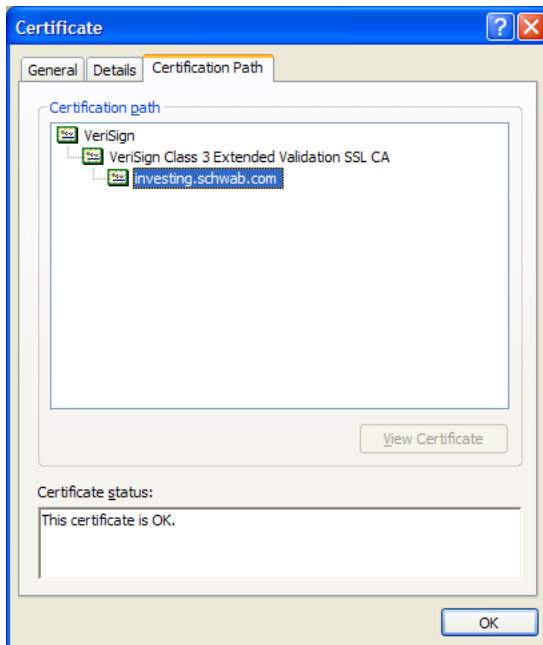 Certificate
General
Details
Certification Path
Certification path
VeriSign
VeriSign Class 3 Extended Validation SSL CA
investing.schwab.com
View Certificate
Certificate status:
This certificate is OK.
OK